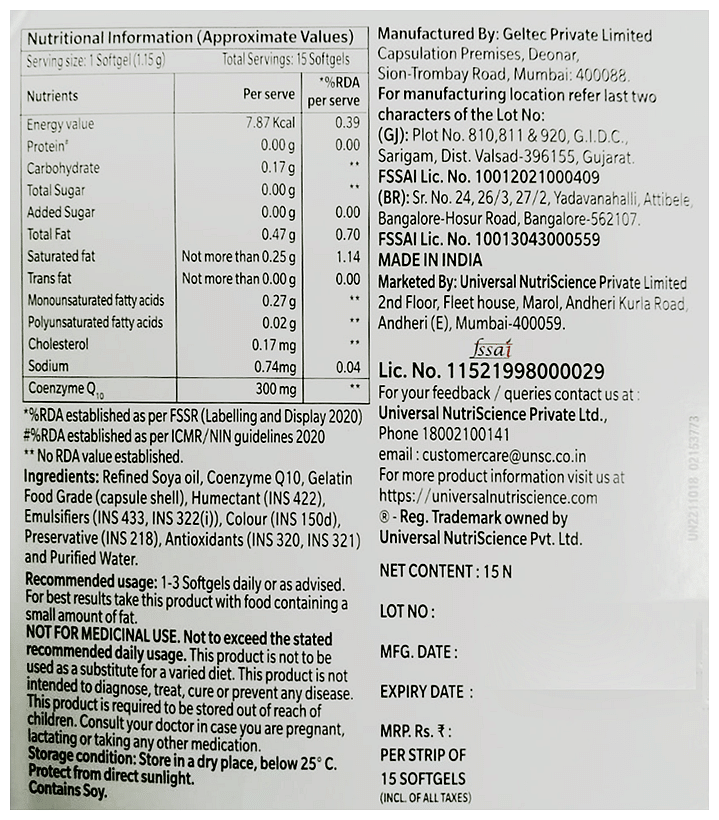 Nutritional Information (Approximate Values)
Serving size: 1 Softgel (1.15 g) Total Servings: 15 Softgels
Nutrients Per serve *%RDA per serve
Energy value 7.87 Kcal 0.39
Protein# 0.00 g 0.00
Carbohydrate 0.17 g **
Total Sugar 0.00 g **
Added Sugar 0.00 g 0.00
Total Fat 0.47 g 0.70
Saturated fat Not more than 0.25 g 1.14
Trans fat Not more than 0.00 g 0.00
Monounsaturated fatty acids 0.27 g **
Polyunsaturated fatty acids 0.02 g **
Cholesterol 0.17 mg **
Sodium 0.74mg 0.04
Coenzyme Q10 300 mg **
*%RDA established as per FSSR (Labelling and Display 2020)
#%RDA established as per ICMR/NIN guidelines 2020
** No RDA value established.
Ingredients: Refined Soya oil, Coenzyme Q10, Gelatin
Food Grade (capsule shell), Humectant (INS 422),
Emulsifiers (INS 433, INS 322(i)), Colour (INS 150d),
Preservative (INS 218), Antioxidants (INS 320, INS 321)
and Purified Water.
Recommended usage: 1-3 Softgels daily or as advised.
For best results take this product with food containing a
small amount of fat.
NOT FOR MEDICINAL USE. Not to exceed the stated
recommended daily usage. This product is not to be
used as a substitute for a varied diet. This product is not
intended to diagnose, treat, cure or prevent any disease.
This product is required to be stored out of reach of
children. Consult your doctor in case you are pregnant,
lactating or taking any other medication.
Storage condition: Store in a dry place, below 25° C.
Protect from direct sunlight.
Contains Soy.
Manufactured By: Geltec Private Limited
Capsulation Premises, Deonar,
Sion-Trombay Road, Mumbai: 400088.
For manufacturing location refer last two
characters of the Lot No:
(GJ): Plot No. 810,811 & 920, G.I.D.C.,
Sarigam, Dist. Valsad-396155, Gujarat.
FSSAI Lic. No. 10012021000409
(BR): Sr. No. 24, 26/3, 27/2, Yadavanahalli, Attibele,
Bangalore-Hosur Road, Bangalore-562107.
FSSAI Lic. No. 10013043000559
MADE IN INDIA
Marketed By: Universal NutriScience Private Limited
2nd Floor, Fleet house, Marol, Andheri Kurla Road,
Andheri (E), Mumbai-400059.
fssai
Lic. No. 11521998000029
For your feedback / queries contact us at :
Universal NutriScience Private Ltd.,
Phone 18002100141
email : customercare@unsc.co.in
For more product information visit us at
https://universalnutriscience.com
® - Reg. Trademark owned by
Universal NutriScience Pvt. Ltd.
NET CONTENT : 15 N
LOT NO :
MFG. DATE :
EXPIRY DATE :
MRP. Rs. ₹ :
PER STRIP OF
15 SOFTGELS
(INCL. OF ALL TAXES)
UN2211018 02163773